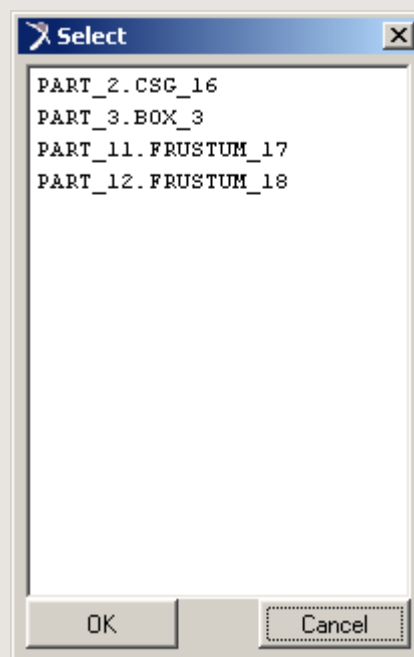 Select
PART_2.CSG_16
PART_3.BOX_3
PART_11.FRUSTUM_17
PART_12.FRUSTUM_18
OK Cancel